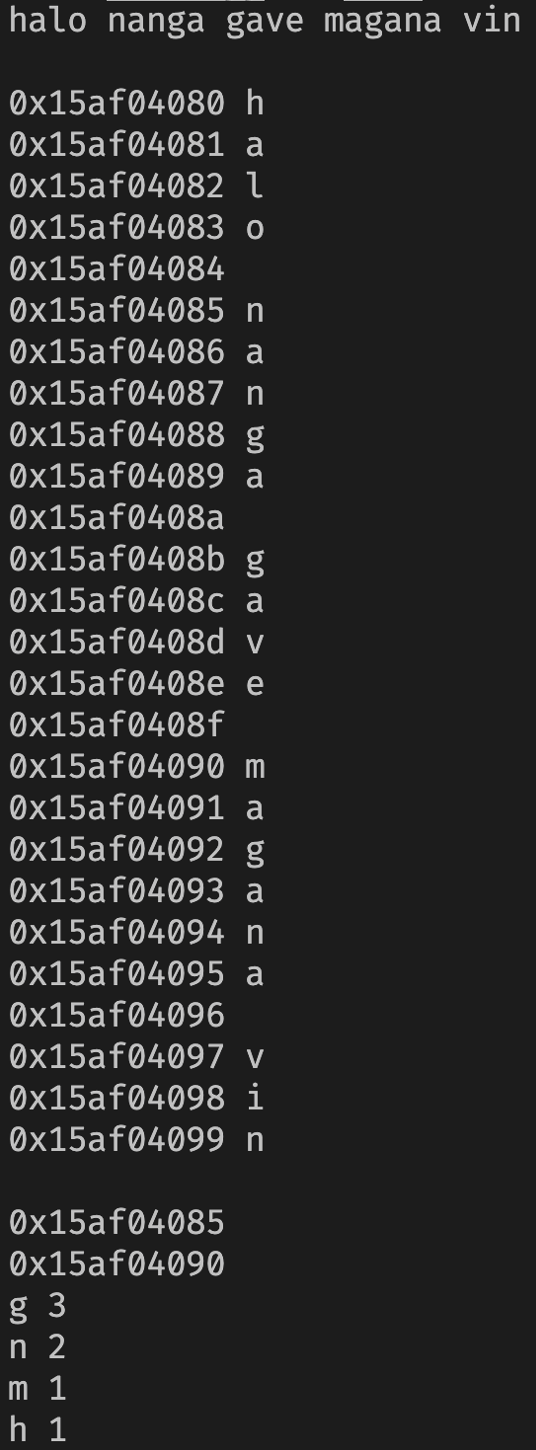 halo nanga gave magana vin
0x15af04080 h
0x15af04081 a
0x15af04082 l
0x15af04083 o
0x15af04084
0x15af04085 n
0x15af04086 a
0x15af04087 n
0x15af04088 g
0x15af04089 a
0x15af0408a
0x15af0408b g
0x15af0408c a
0x15af0408d v
0x15af0408e e
0x15af0408f
0x15af04090 m
0x15af04091 a
0x15af04092 g
0x15af04093 a
0x15af04094 n
0x15af04095 a
0x15af04096
0x15af04097 v
0x15af04098 i
0x15af04099 n
0x15af04085
0x15af04090
g 3
n 2
m 1
h 1